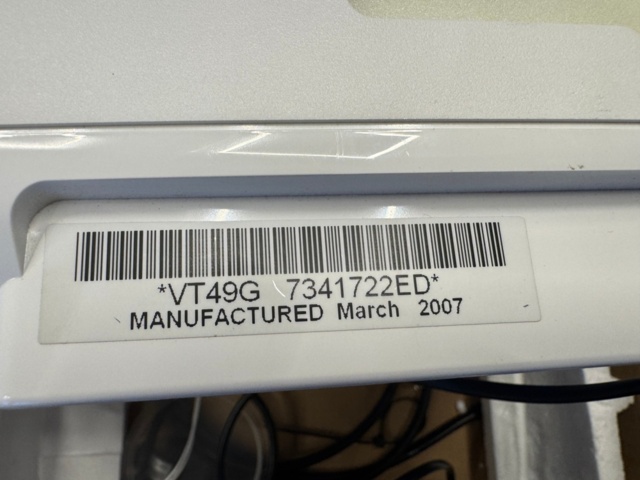 *VT49G 7341722ED*
MANUFACTURED March 2007